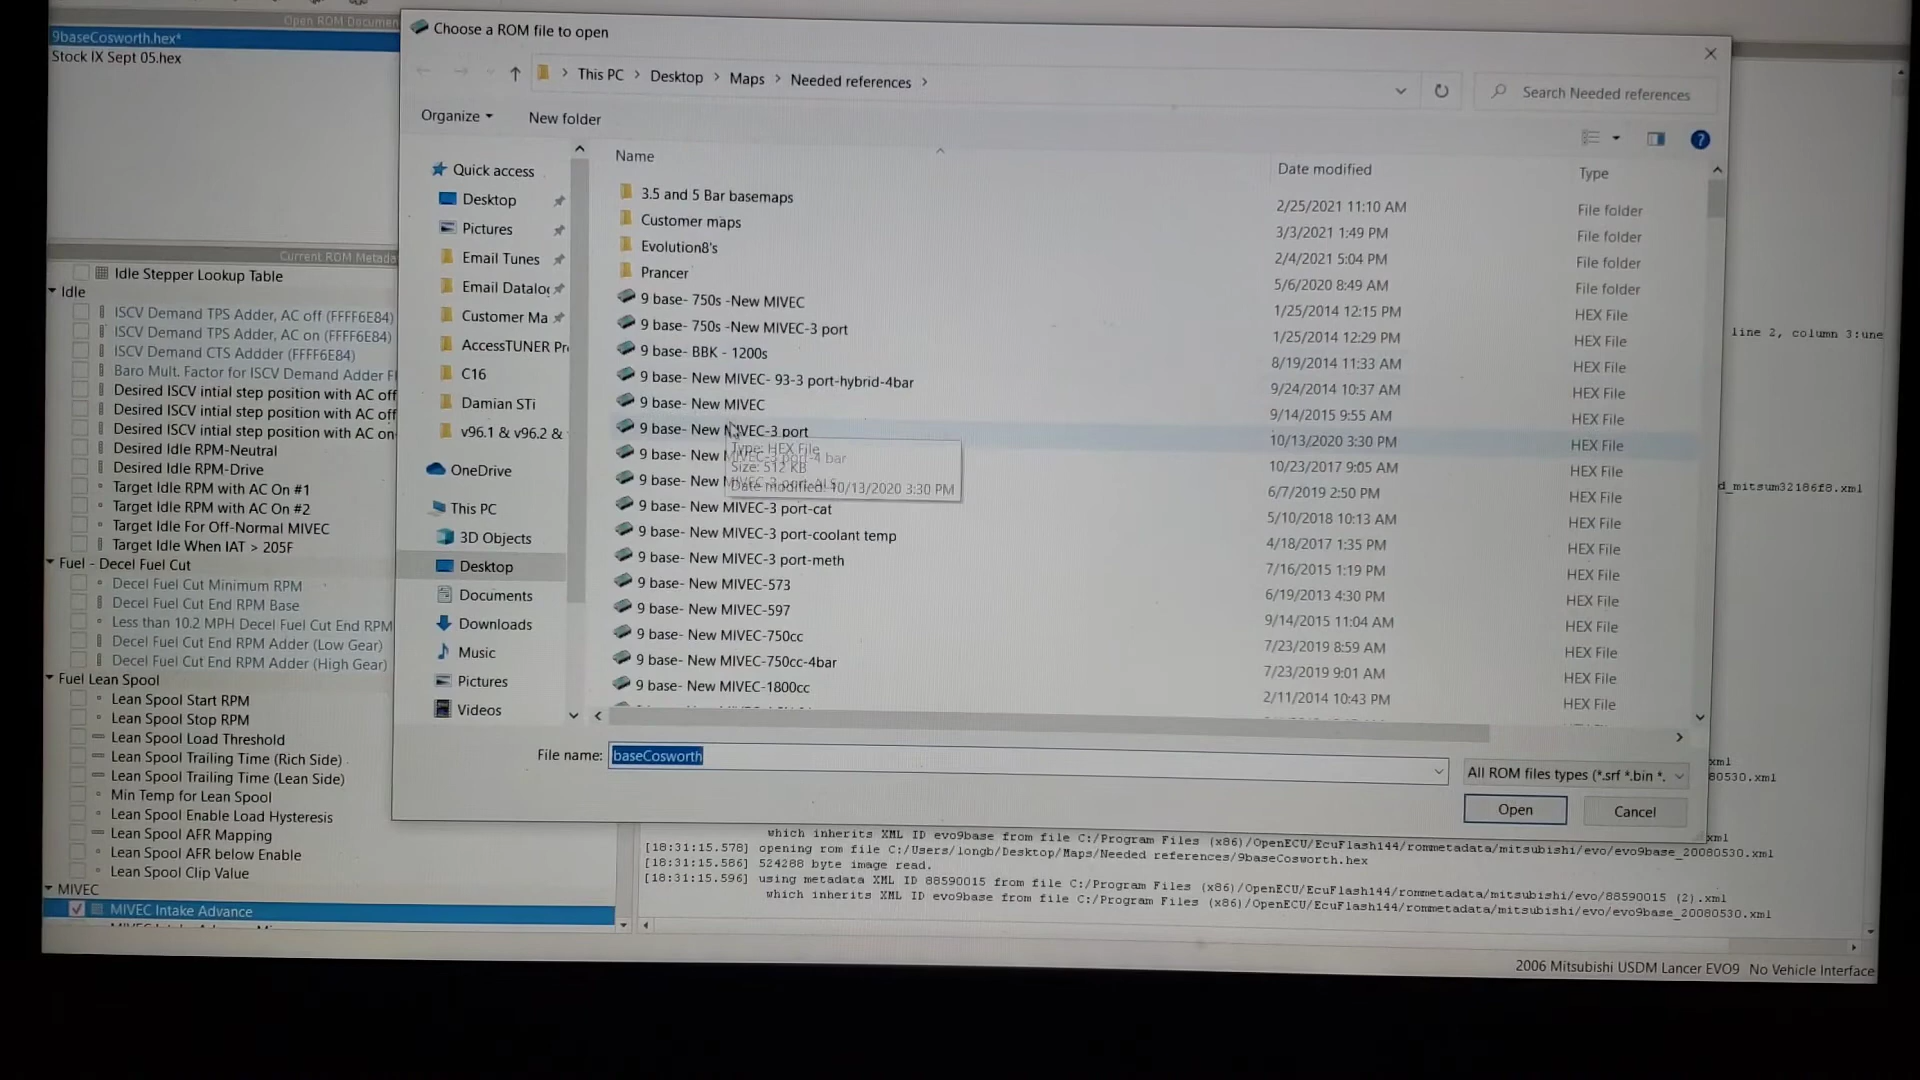 Open ROM Documen
9baseCosworth.hex*
Stock IX Sept 05.hex
Current ROM Metada
Idle Stepper Lookup Table
Idle
ISCV Demand TPS Adder, AC off (FFFF6E84)
ISCV Demand TPS Adder, AC on (FFFF6E84)
ISCV Demand CTS Addder (FFFF6E84)
Baro Mult. Factor for ISCV Demand Adder F
Desired ISCV intial step position with AC off
Desired ISCV intial step position with AC off
Desired ISCV intial step position with AC on
Desired Idle RPM-Neutral
Desired Idle RPM-Drive
Target Idle RPM with AC On #1
Target Idle RPM with AC On #2
Target Idle For Off-Normal MIVEC
Target Idle When IAT > 205F
Fuel - Decel Fuel Cut
Decel Fuel Cut Minimum RPM
Decel Fuel Cut End RPM Base
Less than 10.2 MPH Decel Fuel Cut End RPM
Decel Fuel Cut End RPM Adder (Low Gear)
Decel Fuel Cut End RPM Adder (High Gear)
Fuel Lean Spool
Lean Spool Start RPM
Lean Spool Stop RPM
Lean Spool Load Threshold
Lean Spool Trailing Time (Rich Side)
Lean Spool Trailing Time (Lean Side)
Min Temp for Lean Spool
Lean Spool Enable Load Hysteresis
Lean Spool AFR Mapping
Lean Spool AFR below Enable
Lean Spool Clip Value
MIVEC
MIVEC Intake Advance
Choose a ROM file to open
This PC > Desktop > Maps > Needed references >
Search Needed references
Organize
New folder
Quick access
Desktop
Pictures
Email Tunes
Email Datalog
Customer Ma
AccessTUNER Pr
C16
Damian STi
v96.1 & v96.2 &
OneDrive
This PC
3D Objects
Desktop
Documents
Downloads
Music
Pictures
Videos
Name Date modified Type
3.5 and 5 Bar basemaps 2/25/2021 11:10 AM File folder
Customer maps 3/3/2021 1:49 PM File folder
Evolution8's 2/4/2021 5:04 PM File folder
Prancer 5/6/2020 8:49 AM File folder
9 base- 750s -New MIVEC 1/25/2014 12:15 PM HEX File
9 base- 750s -New MIVEC-3 port 1/25/2014 12:29 PM HEX File
9 base- BBK - 1200s 8/19/2014 11:33 AM HEX File
9 base- New MIVEC- 93-3 port-hybrid-4bar 9/24/2014 10:37 AM HEX File
9 base- New MIVEC 9/14/2015 9:55 AM HEX File
9 base- New MIVEC-3 port 10/13/2020 3:30 PM HEX File
9 base- New MIVEC-3 port-4 bar 10/23/2017 9:05 AM HEX File
9 base- New MIVEC-3 port-ALS 6/7/2019 2:50 PM HEX File
9 base- New MIVEC-3 port-cat 5/10/2018 10:13 AM HEX File
9 base- New MIVEC-3 port-coolant temp 4/18/2017 1:35 PM HEX File
9 base- New MIVEC-3 port-meth 7/16/2015 1:19 PM HEX File
9 base- New MIVEC-573 6/19/2013 4:30 PM HEX File
9 base- New MIVEC-597 9/14/2015 11:04 AM HEX File
9 base- New MIVEC-750cc 7/23/2019 8:59 AM HEX File
9 base- New MIVEC-750cc-4bar 7/23/2019 9:01 AM HEX File
9 base- New MIVEC-1800cc 2/11/2014 10:43 PM HEX File
Type: HEX File
Size: 512 KB
Date modified: 10/13/2020 3:30 PM
File name: baseCosworth
All ROM files types (*.srf *.bin *.
Open
Cancel
line 2, column 3:une
d_mitsum32186f8.xml
xml
80530.xml
xml
which inherits XML ID evo9base from file C:/Program Files (x86)/OpenECU/EcuFlash144/rommetadata/mitsubishi/evo/evo9base_20080530.xml
[18:31:15.578] opening rom file C:/Users/longb/Desktop/Maps/Needed references/9baseCosworth.hex
[18:31:15.586] 524288 byte image read.
[18:31:15.596] using metadata XML ID 88590015 from file C:/Program Files (x86)/OpenECU/EcuFlash144/rommetadata/mitsubishi/evo/88590015 (2).xml
which inherits XML ID evo9base from file C:/Program Files (x86)/OpenECU/EcuFlash144/rommetadata/mitsubishi/evo/evo9base_20080530.xml
2006 Mitsubishi USDM Lancer EVO9 No Vehicle Interface